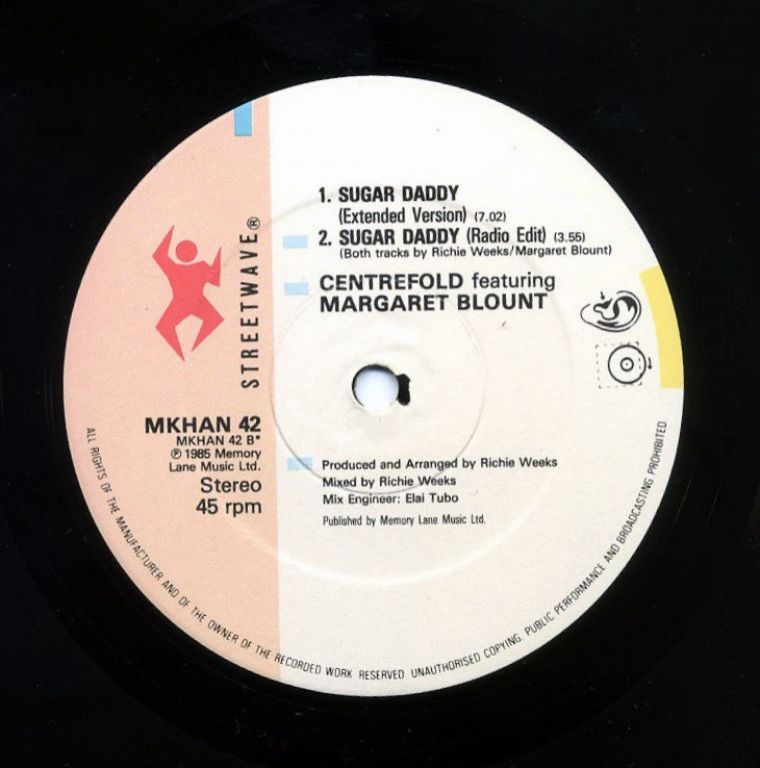 1. SUGAR DADDY
(Extended Version) (7.02)
2. SUGAR DADDY (Radio Edit) (3.55)
(Both tracks by Richie Weeks/Margaret Blount)
CENTREFOLD featuring
MARGARET BLOUNT
STREETWAVE®
MKHAN 42
MKHAN 42 B*
℗ 1985 Memory
Lane Music Ltd.
Stereo
45 rpm
Produced and Arranged by Richie Weeks
Mixed by Richie Weeks
Mix Engineer: Elai Tubo
Published by Memory Lane Music Ltd.
ALL RIGHTS OF THE MANUFACTURER AND OF THE OWNER OF THE RECORDED WORK RESERVED. UNAUTHORISED COPYING, PUBLIC PERFORMANCE AND BROADCASTING PROHIBITED